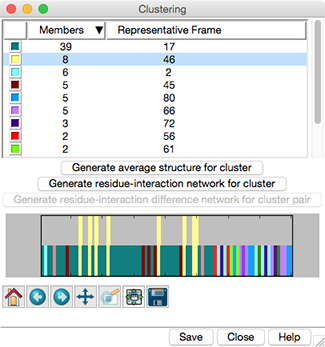 Clustering
Members ▼ Representative Frame
39 17
8 46
6 2
5 45
5 80
5 66
3 72
2 56
2 61
Generate average structure for cluster
Generate residue-interaction network for cluster
Generate residue-interaction difference network for cluster pair
Save Close Help